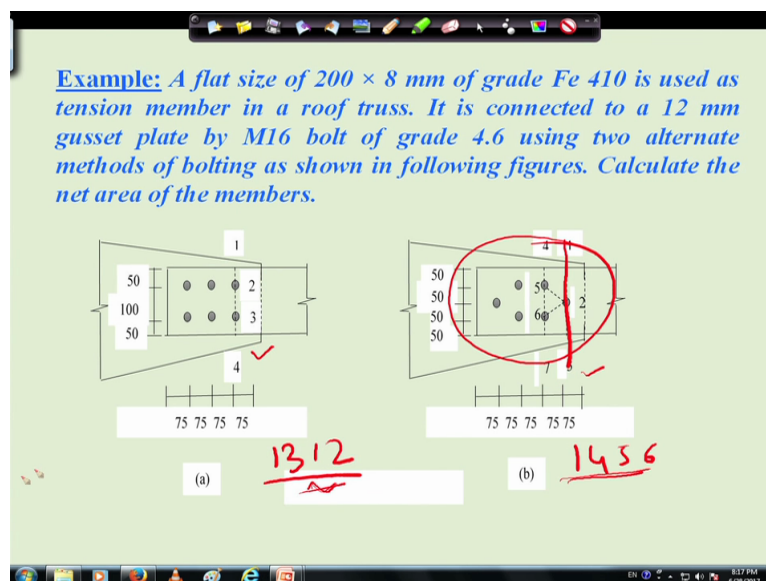 Example: A flat size of 200 × 8 mm of grade Fe 410 is used as
tension member in a roof truss. It is connected to a 12 mm
gusset plate by M16 bolt of grade 4.6 using two alternate
methods of bolting as shown in following figures. Calculate the
net area of the members.
1
50
2
100
3
50
4
75 75 75 75
(a)
1312
4 1
50
5
50
2
50
6
50
7
75 75 75 75 75
(b)
1456
EN
8:17 PM